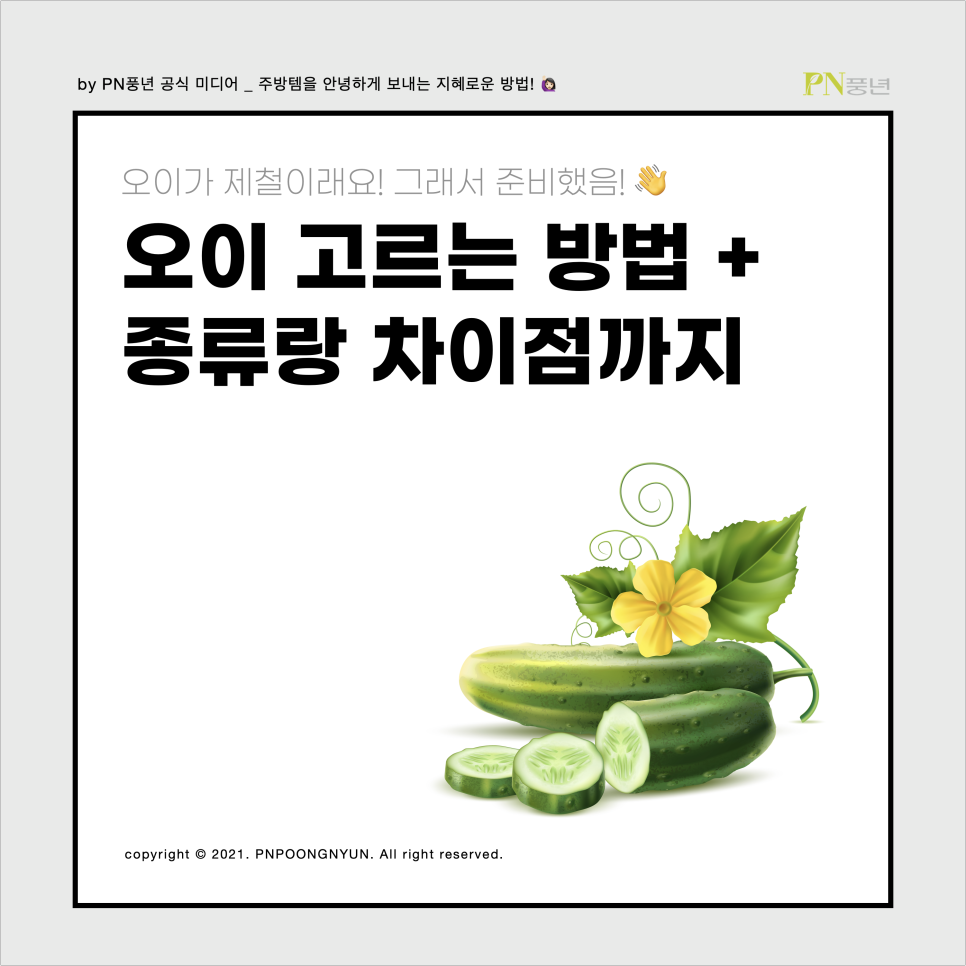 by PN풍년 공식 미디어 _ 주방템을 안녕하게 보내는 지혜로운 방법! 🙋🏻‍♀️
PN풍년
오이가 제철이래요! 그래서 준비했음! 👋
오이 고르는 방법 +
종류랑 차이점까지
copyright © 2021. PNPOONGNYUN. All right reserved.